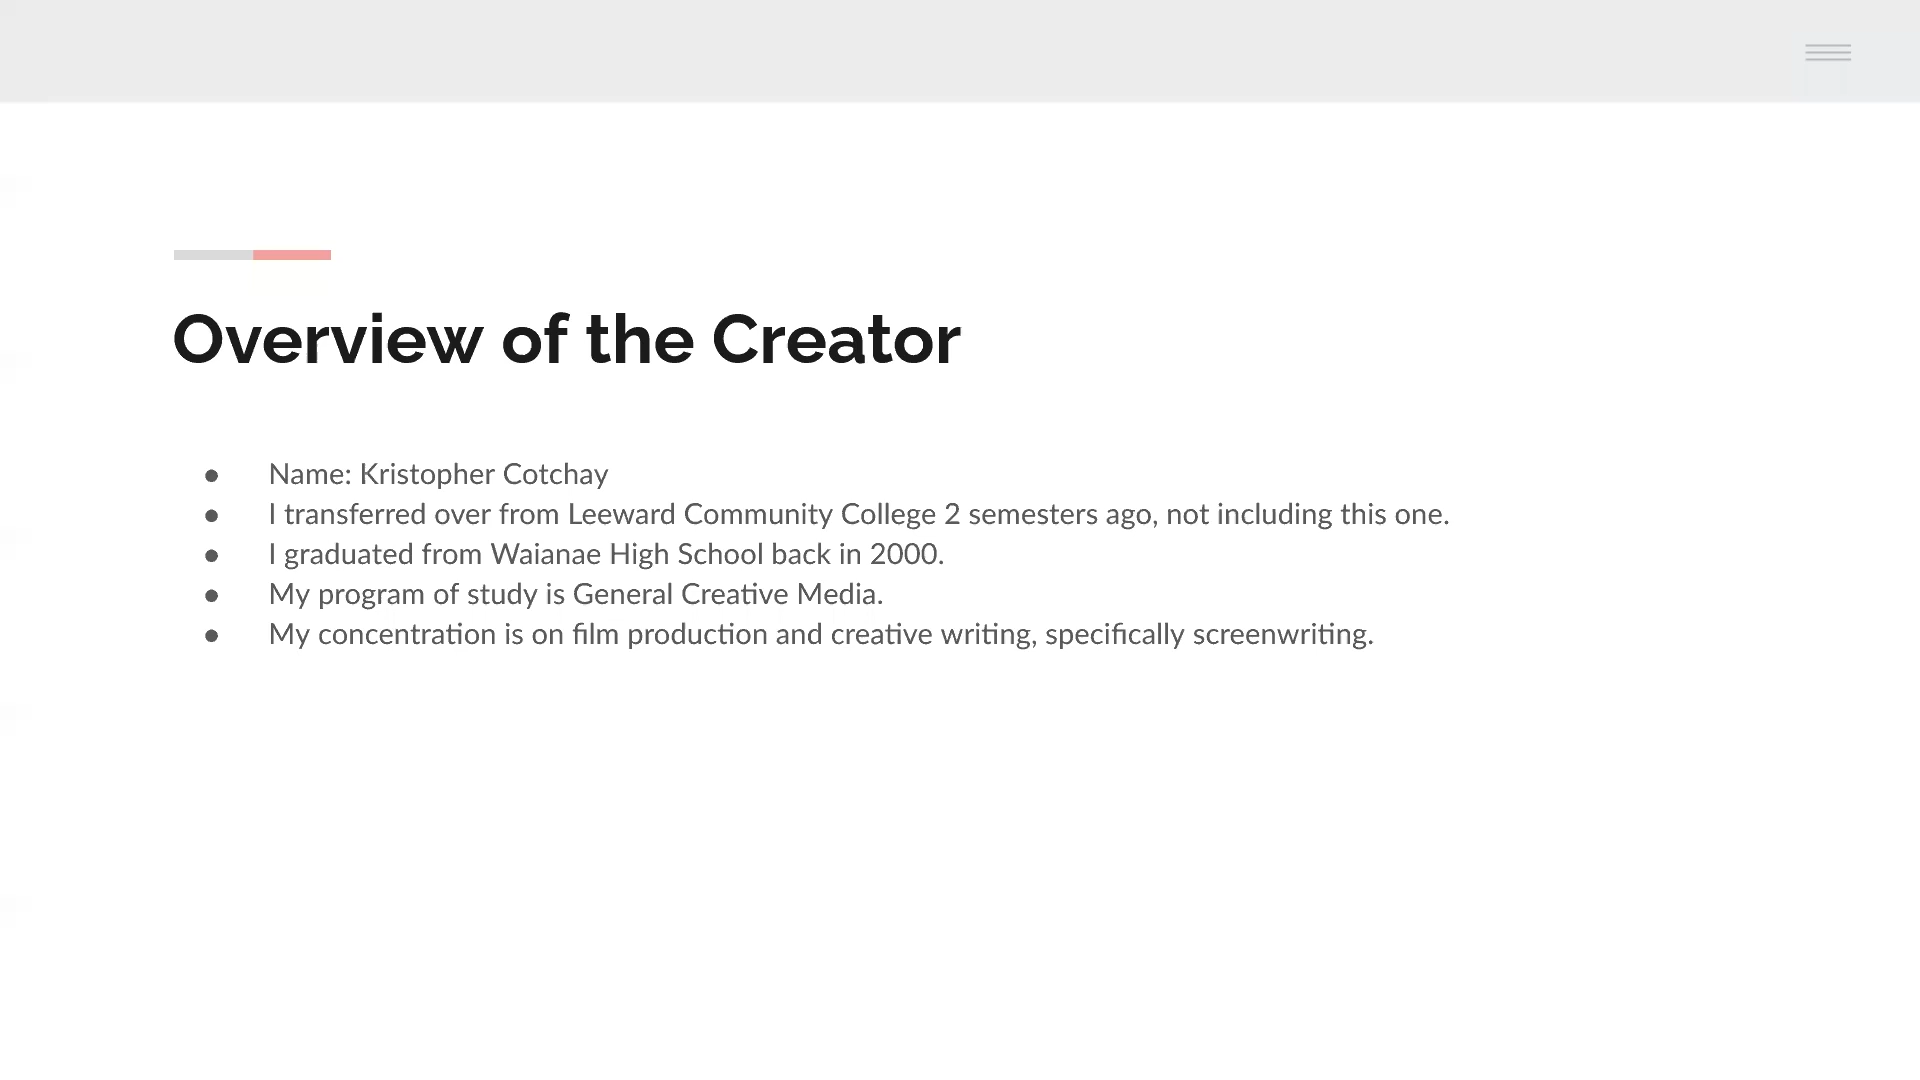 Overview of the Creator
● Name: Kristopher Cotchay
● I transferred over from Leeward Community College 2 semesters ago, not including this one.
● I graduated from Waianae High School back in 2000.
● My program of study is General Creative Media.
● My concentration is on film production and creative writing, specifically screenwriting.